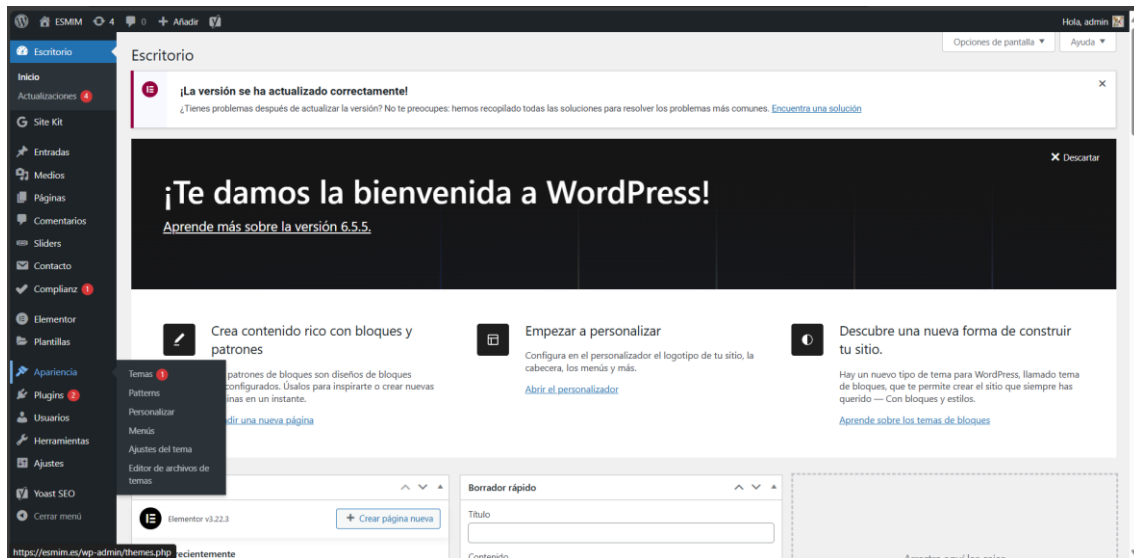 ESMIM 4 0 + Añadir Hola, admin
Escritorio
Inicio
Actualizaciones 4
Site Kit
Entradas
Medios
Páginas
Comentarios
Sliders
Contacto
Complianz 1
Elementor
Plantillas
Apariencia
Plugins 2
Usuarios
Herramientas
Ajustes
Yoast SEO
Cerrar menú
https://esmim.es/wp-admin/themes.php
Temas 1
Patterns
Personalizar
Menús
Ajustes del tema
Editor de archivos de
temas
Opciones de pantalla ▼ Ayuda ▼
Escritorio
¡La versión se ha actualizado correctamente!
¿Tienes problemas después de actualizar la versión? No te preocupes: hemos recopilado todas las soluciones para resolver los problemas más comunes. Encuentra una solución
Descartar
¡Te damos la bienvenida a WordPress!
Aprende más sobre la versión 6.5.5.
Crea contenido rico con bloques y
patrones
patrones de bloques son diseños de bloques
configurados. Úsalos para inspirarte o crear nuevas
inas en un instante.
dir una nueva página
Empezar a personalizar
Configura en el personalizador el logotipo de tu sitio, la
cabecera, los menús y más.
Abrir el personalizador
Descubre una nueva forma de construir
tu sitio.
Hay un nuevo tipo de tema para WordPress, llamado tema
de bloques, que te permite crear el sitio que siempre has
querido — Con bloques y estilos.
Aprende sobre los temas de bloques
Elementor v3.22.3
+ Crear página nueva
recientemente
Borrador rápido
Título
Contenido
Arrastra aquí las cajas